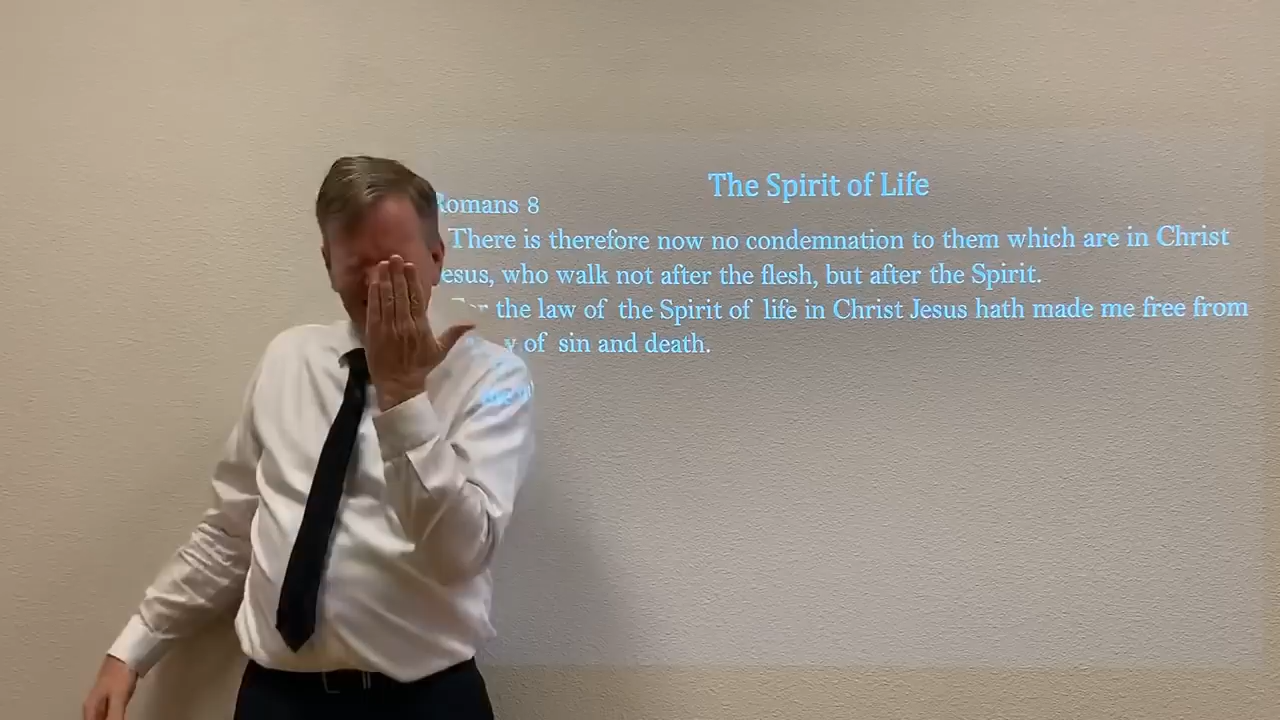 The Spirit of Life
Romans 8
There is therefore now no condemnation to them which are in Christ
esus, who walk not after the flesh, but after the Spirit.
the law of the Spirit of life in Christ Jesus hath made me free from
of sin and death.